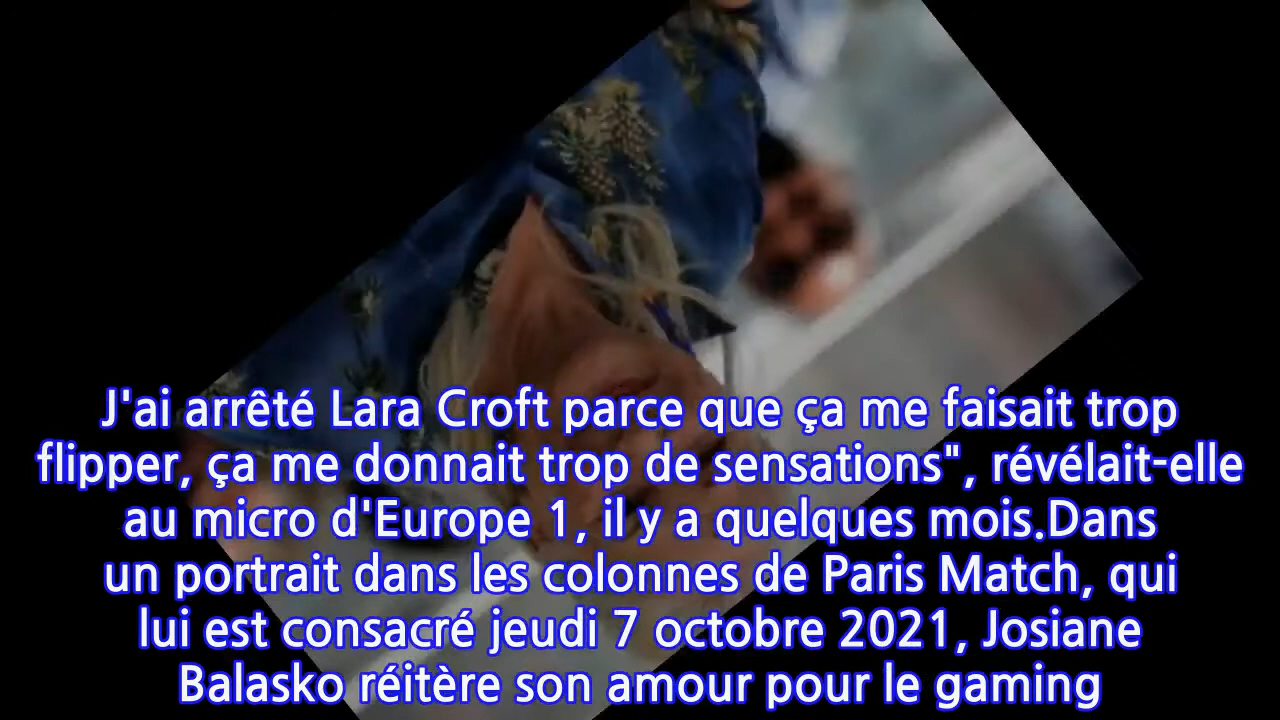 J'ai arrêté Lara Croft parce que ça me faisait trop
flipper, ça me donnait trop de sensations", révélait-elle
au micro d'Europe 1, il y a quelques mois.Dans
un portrait dans les colonnes de Paris Match, qui
lui est consacré jeudi 7 octobre 2021, Josiane
Balasko réitère son amour pour le gaming